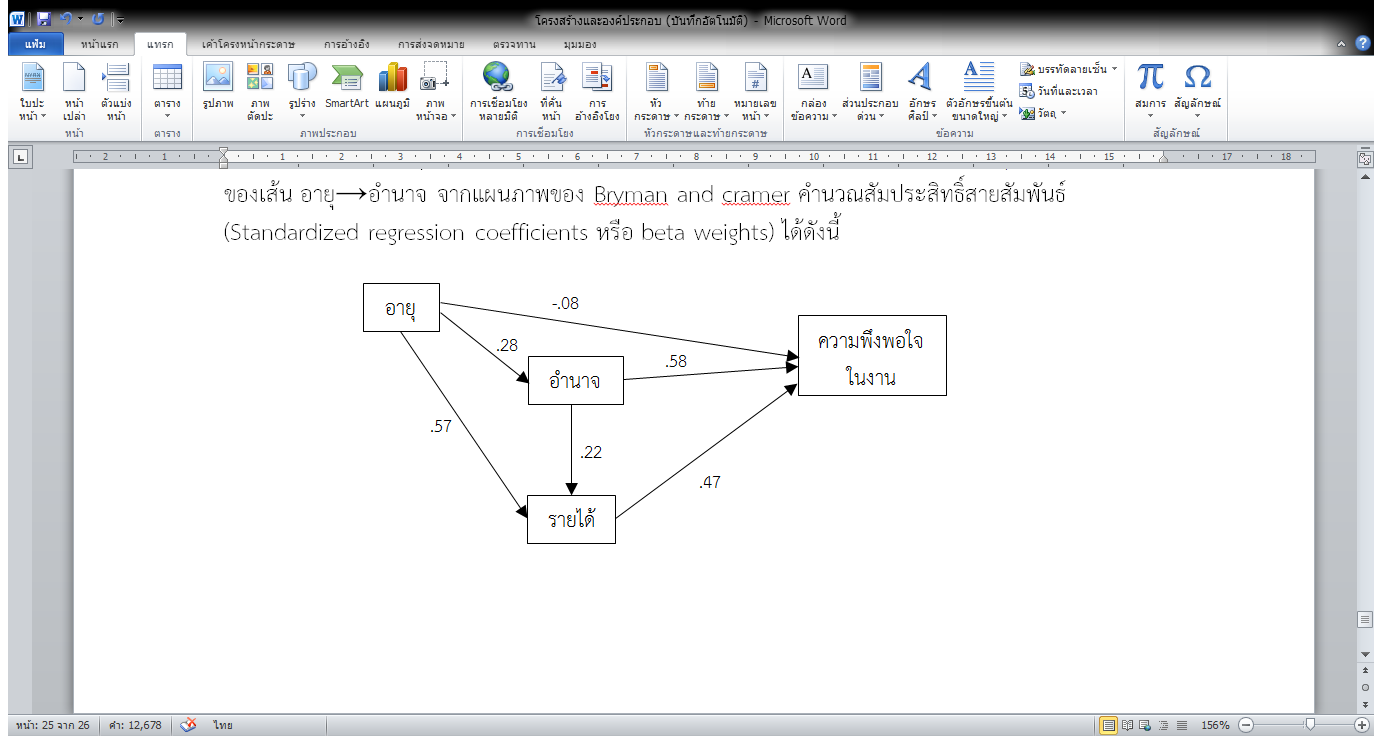 โครงสร้างและองค์ประกอบ (บันทึกอัตโนมัติ) - Microsoft Word
แฟ้ม หน้าแรก แทรก เค้าโครงหน้ากระดาษ การอ้างอิง การส่งจดหมาย ตรวจทาน มุมมอง
ใบปะหน้า หน้าเปล่า ตัวแบ่งหน้า ตาราง รูปภาพ ภาพตัดปะ รูปร่าง SmartArt แผนภูมิ ภาพหน้าจอ การเชื่อมโยงหลายมิติ ที่คั่นหน้า การอ้างอิงโยง หัวกระดาษ ท้ายกระดาษ หมายเลขหน้า กล่องข้อความ ส่วนประกอบด่วน อักษรศิลป์ ตัวอักษรขึ้นต้นขนาดใหญ่ บรรทัดลายเซ็น วันที่และเวลา วัตถุ สมการ สัญลักษณ์
หน้า ตาราง ภาพประกอบ การเชื่อมโยง หัวกระดาษและท้ายกระดาษ ข้อความ สัญลักษณ์
2 1 1 2 3 4 5 6 7 8 9 10 11 12 13 14 15 17 18
ของเส้น อายุ→อำนาจ จากแผนภาพของ Bryman and cramer คำนวณสัมประสิทธิ์สายสัมพันธ์
(Standardized regression coefficients หรือ beta weights) ได้ดังนี้
อายุ
-.08
ความพึงพอใจ
ในงาน
.28
.58
อำนาจ
.57
.22
.47
รายได้
หน้า: 25 จาก 26 คำ: 12,678 ไทย 156%